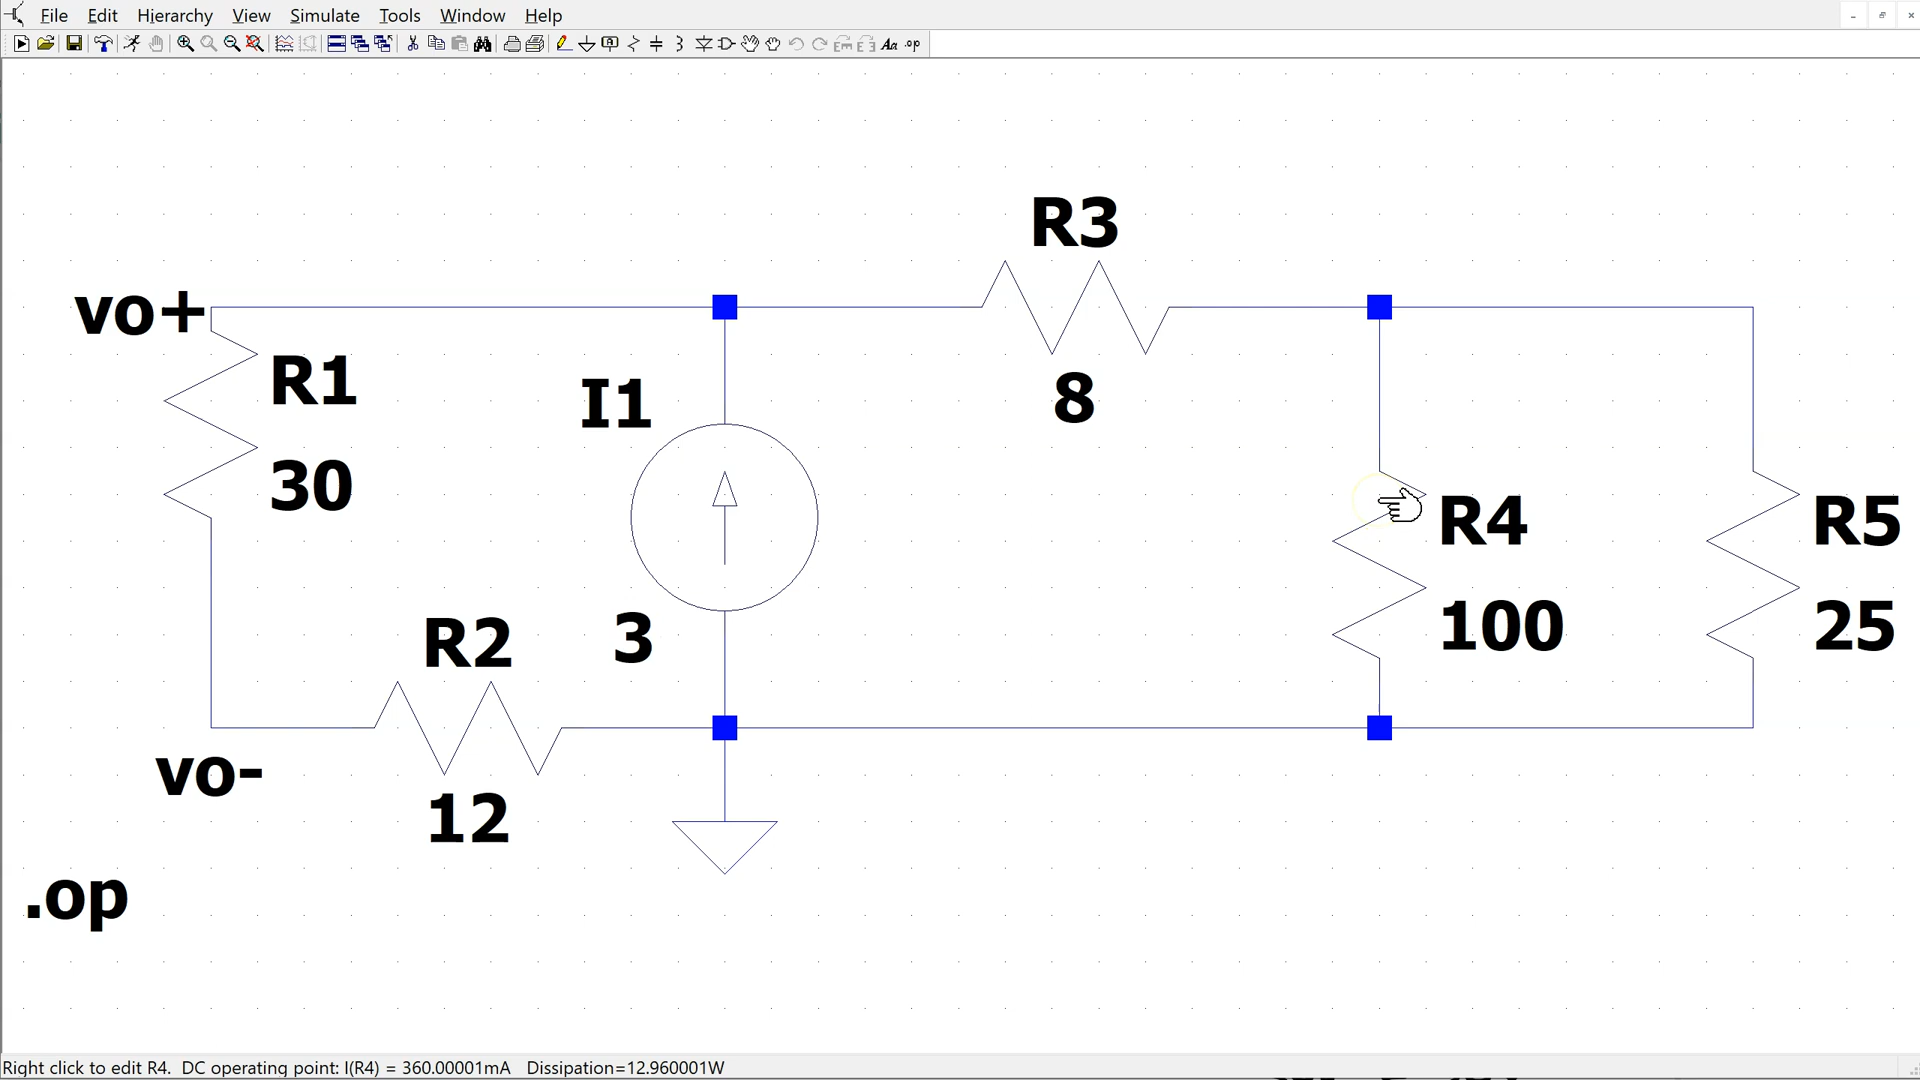 File Edit Hierarchy View Simulate Tools Window Help
.op
R3
vo+
R1
I1
8
30
R4
R5
R2
3
100
25
vo-
12
.op
Right click to edit R4. DC operating point: I(R4) = 360.00001mA Dissipation=12.960001W